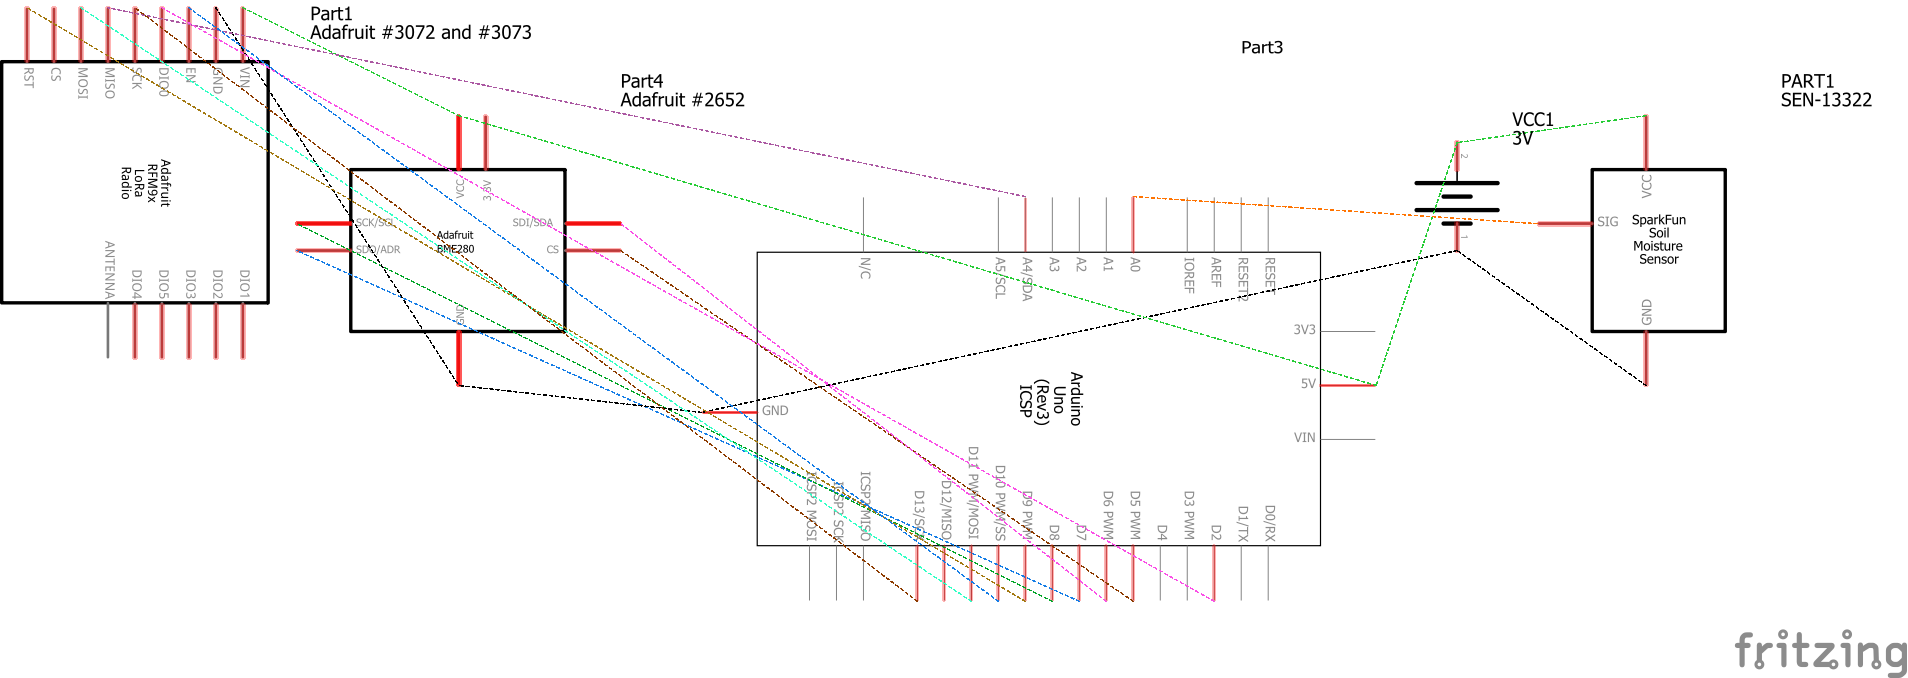 Part1
Adafruit #3072 and #3073
RST
CS
MOSI
MISO
SCK
DIO0
EN
GND
VIN
Adafruit
RFM9x
LoRa
Radio
ANTENNA
DIO4
DIO5
DIO3
DIO2
DIO1
Part4
Adafruit #2652
VCC
3V3
SCK/SCL
SDO/ADR
SDI/SDA
CS
Adafruit
BME280
GND
Part3
N/C
A5/SCL
A4/SDA
A3
A2
A1
A0
IOREF
AREF
RESET2
RESET
3V3
5V
VIN
GND
Arduino
Uno
(Rev3)
ICSP
ICSP2 MOSI
ICSP2 SCK
ICSP2 MISO
D13/SCK
D12/MISO
D11 PWM/MOSI
D10 PWM/SS
D9 PWM
D8
D7
D6 PWM
D5 PWM
D4
D3 PWM
D2
D1/TX
D0/RX
VCC1
3V
2
1
PART1
SEN-13322
VCC
SIG
GND
SparkFun
Soil
Moisture
Sensor
fritzing